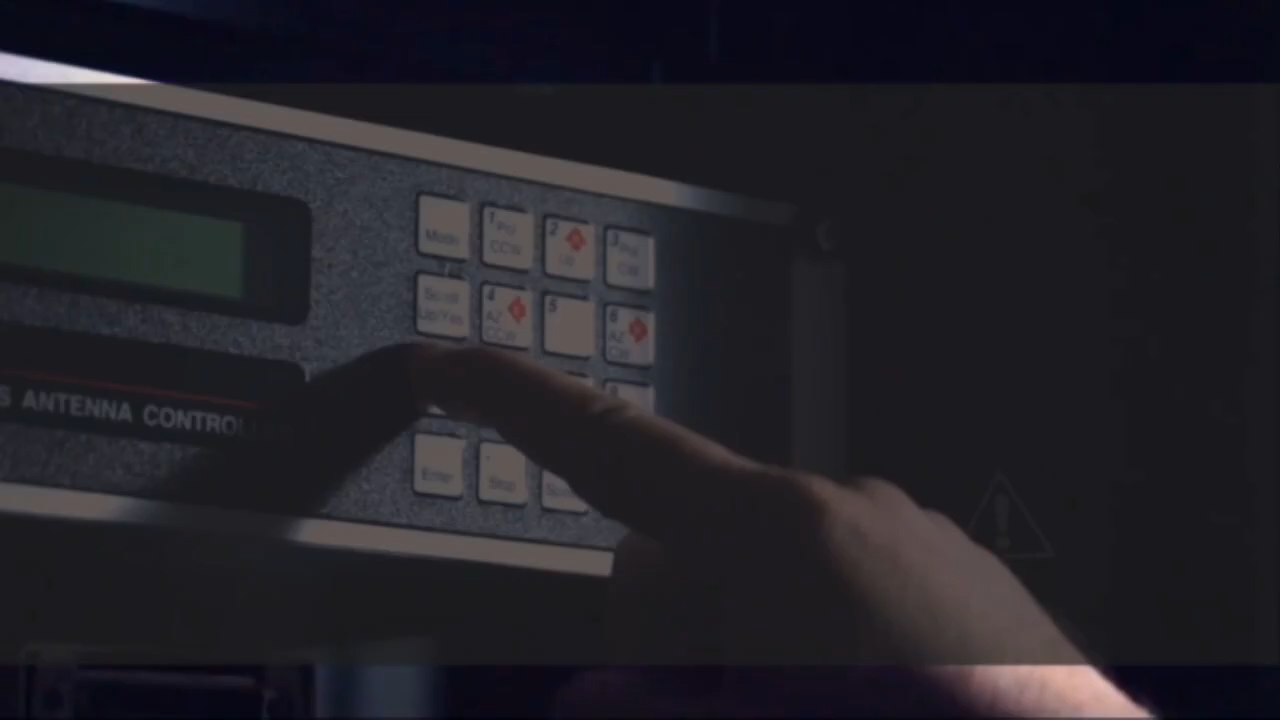 Mode
1 Pol CCW
2 Up
3 Pol CW
Scroll Up/Yes
4 AZ CCW
5
6 AZ CW
S ANTENNA CONTROL
Enter
Stop